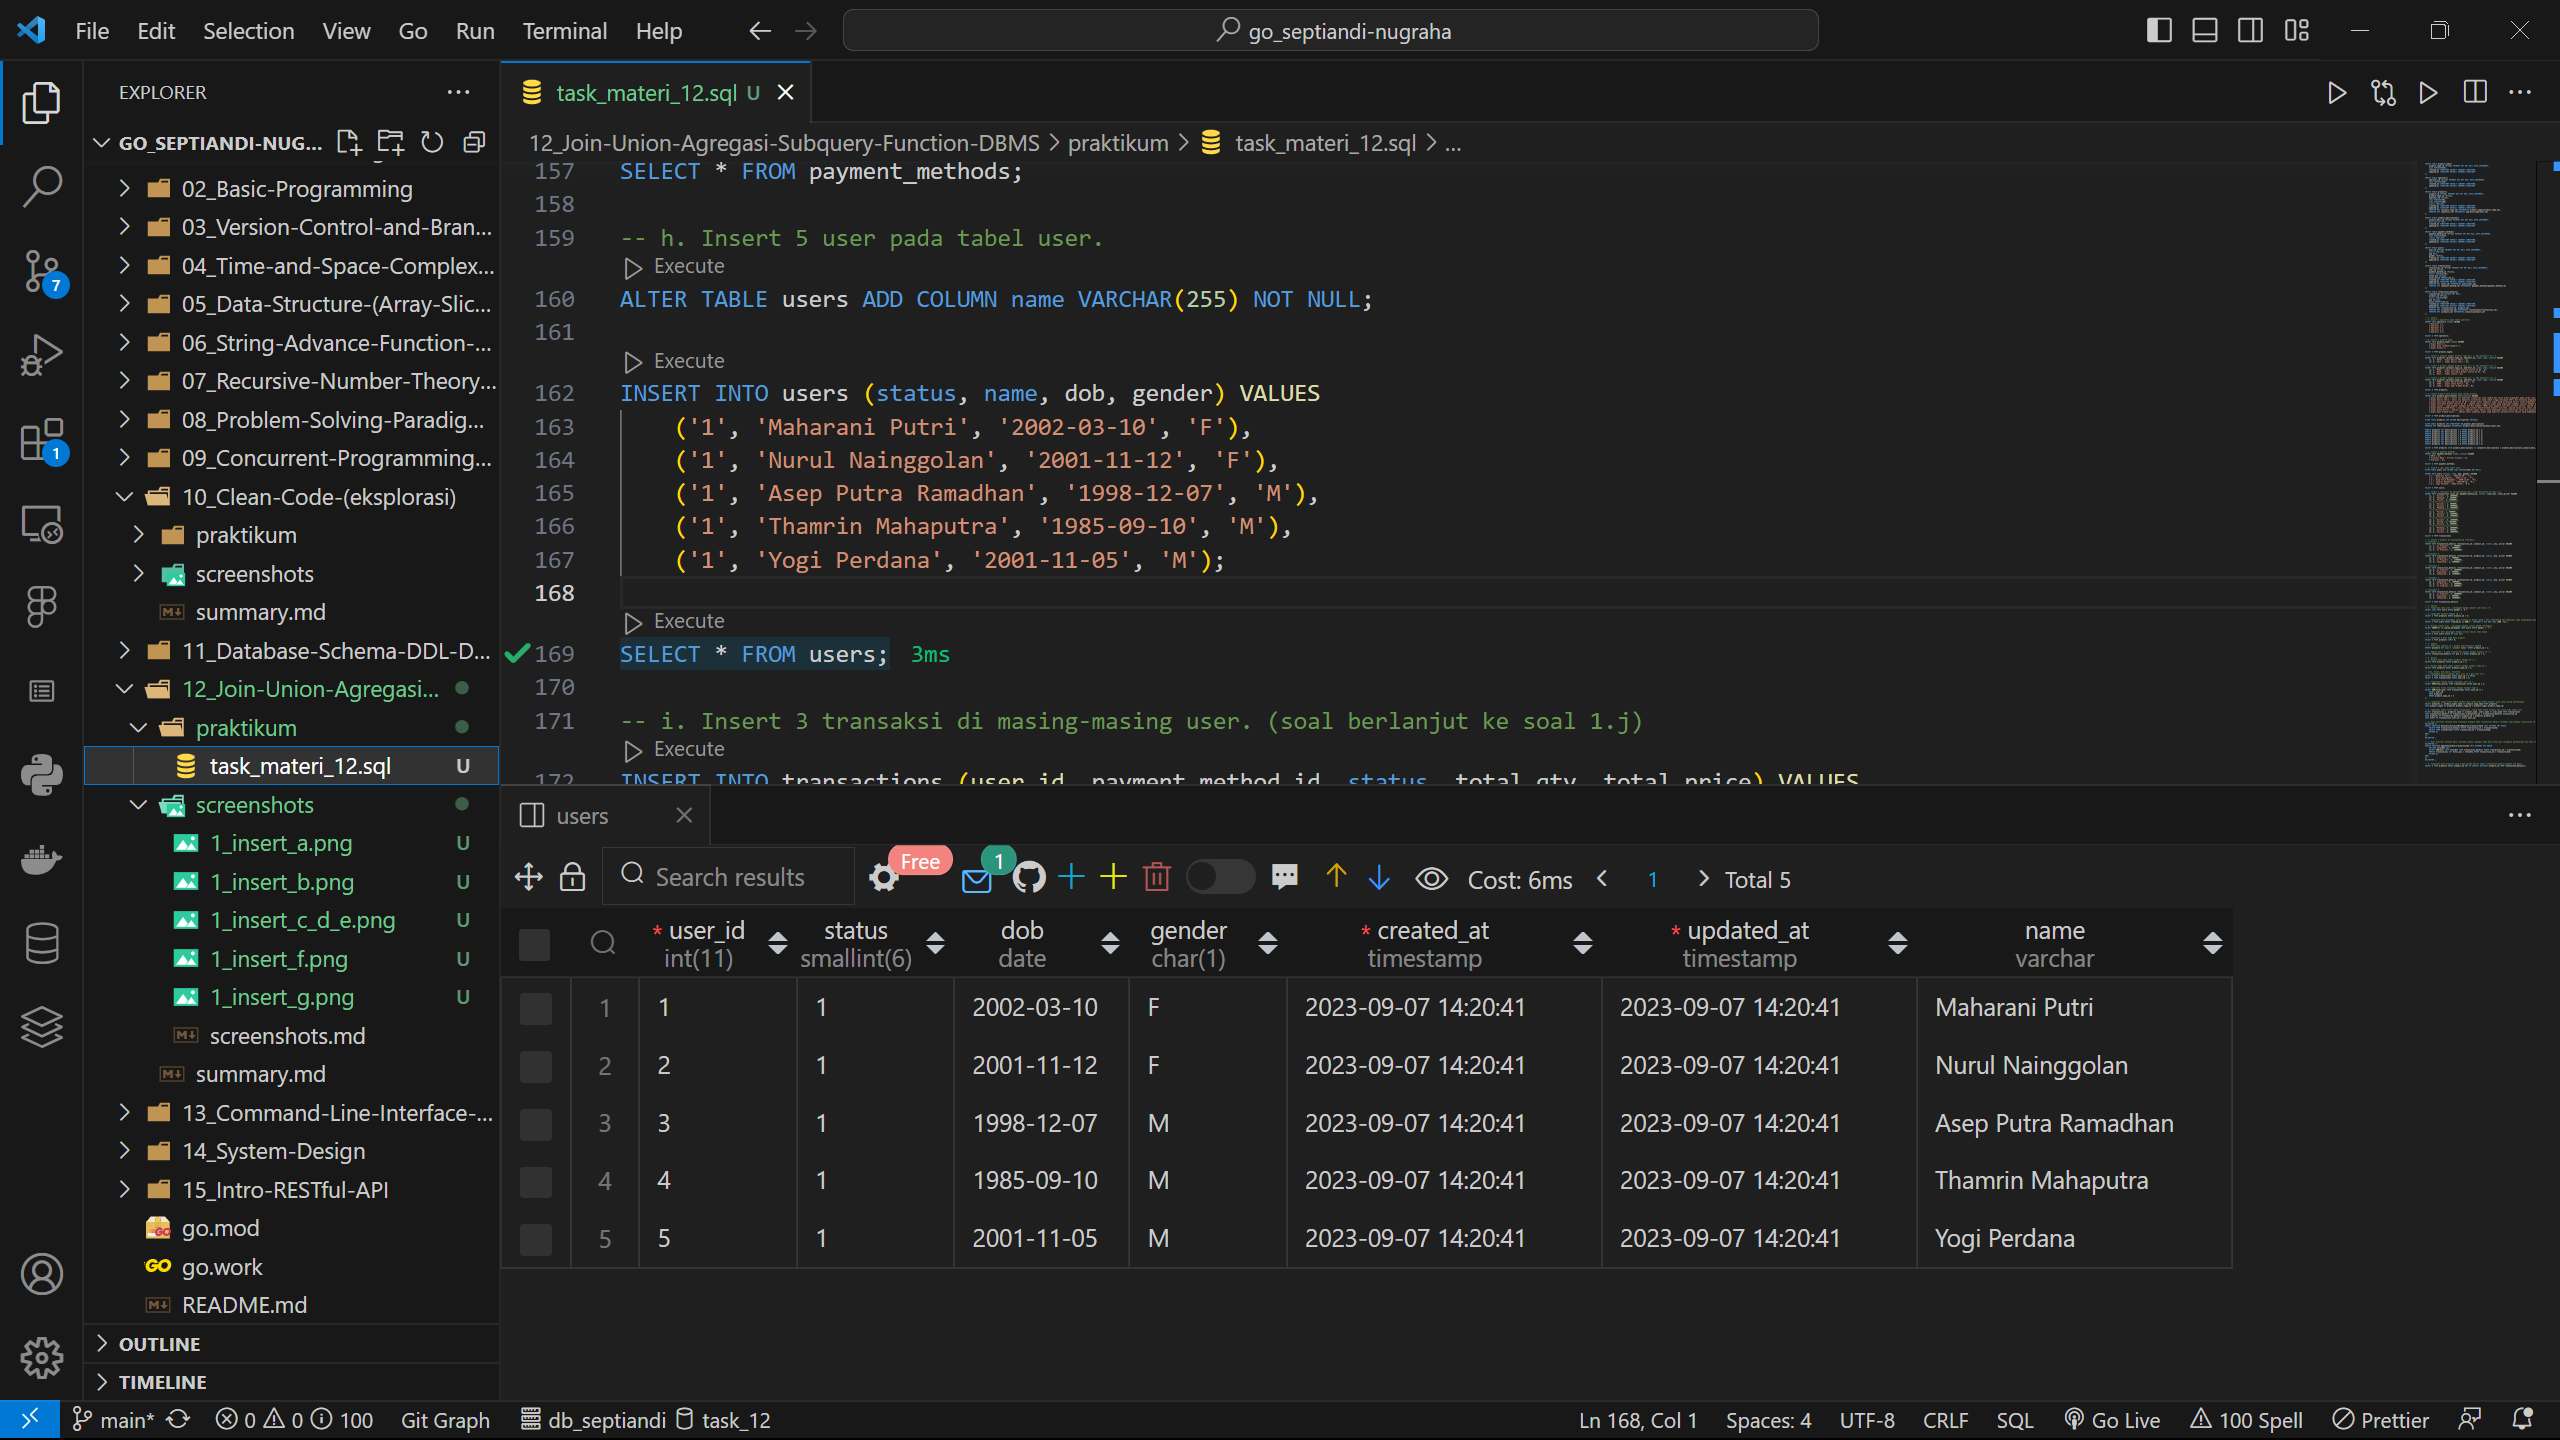 File Edit Selection View Go Run Terminal Help
go_septiandi-nugraha
EXPLORER
GO_SEPTIANDI-NUG...
02_Basic-Programming
03_Version-Control-and-Bran...
04_Time-and-Space-Complex...
05_Data-Structure-(Array-Slic...
06_String-Advance-Function-...
07_Recursive-Number-Theory...
08_Problem-Solving-Paradig...
09_Concurrent-Programming...
10_Clean-Code-(eksplorasi)
praktikum
screenshots
summary.md
11_Database-Schema-DDL-D...
12_Join-Union-Agregasi...
praktikum
task_materi_12.sql U
screenshots
1_insert_a.png U
1_insert_b.png U
1_insert_c_d_e.png U
1_insert_f.png U
1_insert_g.png U
screenshots.md
summary.md
13_Command-Line-Interface-...
14_System-Design
15_Intro-RESTful-API
go.mod
go.work
README.md
OUTLINE
TIMELINE
7
1
task_materi_12.sql U
12_Join-Union-Agregasi-Subquery-Function-DBMS > praktikum > task_materi_12.sql > ...
157 SELECT * FROM payment_methods;
158
159 -- h. Insert 5 user pada tabel user.
Execute
160 ALTER TABLE users ADD COLUMN name VARCHAR(255) NOT NULL;
161
Execute
162 INSERT INTO users (status, name, dob, gender) VALUES
163 ('1', 'Maharani Putri', '2002-03-10', 'F'),
164 ('1', 'Nurul Nainggolan', '2001-11-12', 'F'),
165 ('1', 'Asep Putra Ramadhan', '1998-12-07', 'M'),
166 ('1', 'Thamrin Mahaputra', '1985-09-10', 'M'),
167 ('1', 'Yogi Perdana', '2001-11-05', 'M');
168
Execute
169 SELECT * FROM users; 3ms
170
171 -- i. Insert 3 transaksi di masing-masing user. (soal berlanjut ke soal 1.j)
Execute
172 INSERT INTO transactions (user_id, payment_method_id, status, total_qty, total_price) VALUES
users
Search results Free 1 Cost: 6ms 1 Total 5
* user_id status dob gender * created_at * updated_at name
int(11) smallint(6) date char(1) timestamp timestamp varchar
1 1 1 2002-03-10 F 2023-09-07 14:20:41 2023-09-07 14:20:41 Maharani Putri
2 2 1 2001-11-12 F 2023-09-07 14:20:41 2023-09-07 14:20:41 Nurul Nainggolan
3 3 1 1998-12-07 M 2023-09-07 14:20:41 2023-09-07 14:20:41 Asep Putra Ramadhan
4 4 1 1985-09-10 M 2023-09-07 14:20:41 2023-09-07 14:20:41 Thamrin Mahaputra
5 5 1 2001-11-05 M 2023-09-07 14:20:41 2023-09-07 14:20:41 Yogi Perdana
main* 0 0 100 Git Graph db_septiandi task_12 Ln 168, Col 1 Spaces: 4 UTF-8 CRLF SQL Go Live 100 Spell Prettier